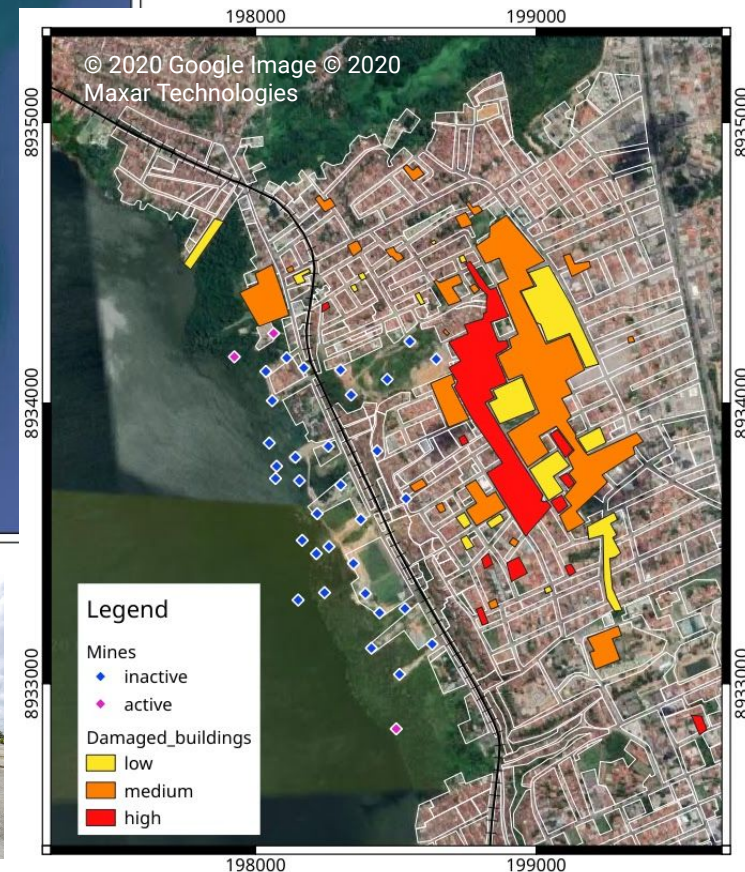 198000
199000
© 2020 Google Image © 2020
Maxar Technologies
8935000
8935000
8934000
8934000
8933000
8933000
Legend
Mines
inactive
active
Damaged_buildings
low
medium
high
198000
199000